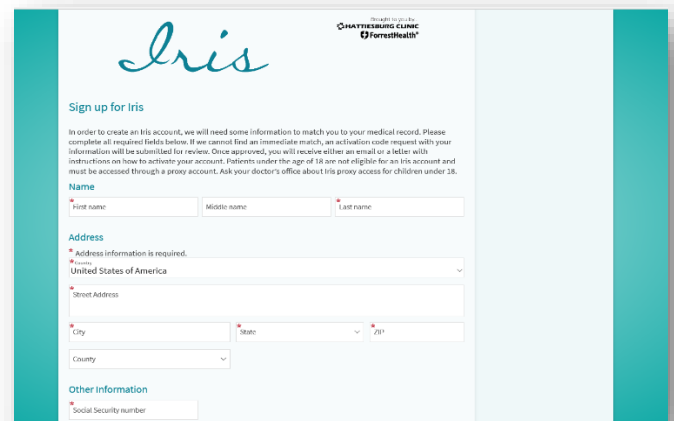 Iris
Brought to you by
HATTIESBURG CLINIC
ForrestHealth®
Sign up for Iris
In order to create an Iris account, we will need some information to match you to your medical record. Please
complete all required fields below. If we cannot find an immediate match, an activation code request with your
information will be submitted for review. Once approved, you will receive either an email or a letter with
instructions on how to activate your account. Patients under the age of 18 are not eligible for an Iris account and
must be accessed through a proxy account. Ask your doctor's office about Iris proxy access for children under 18.
Name
* First name Middle name * Last name
Address
* Address information is required.
* Country
United States of America
* Street Address
* City * State * ZIP
County
Other Information
* Social Security number